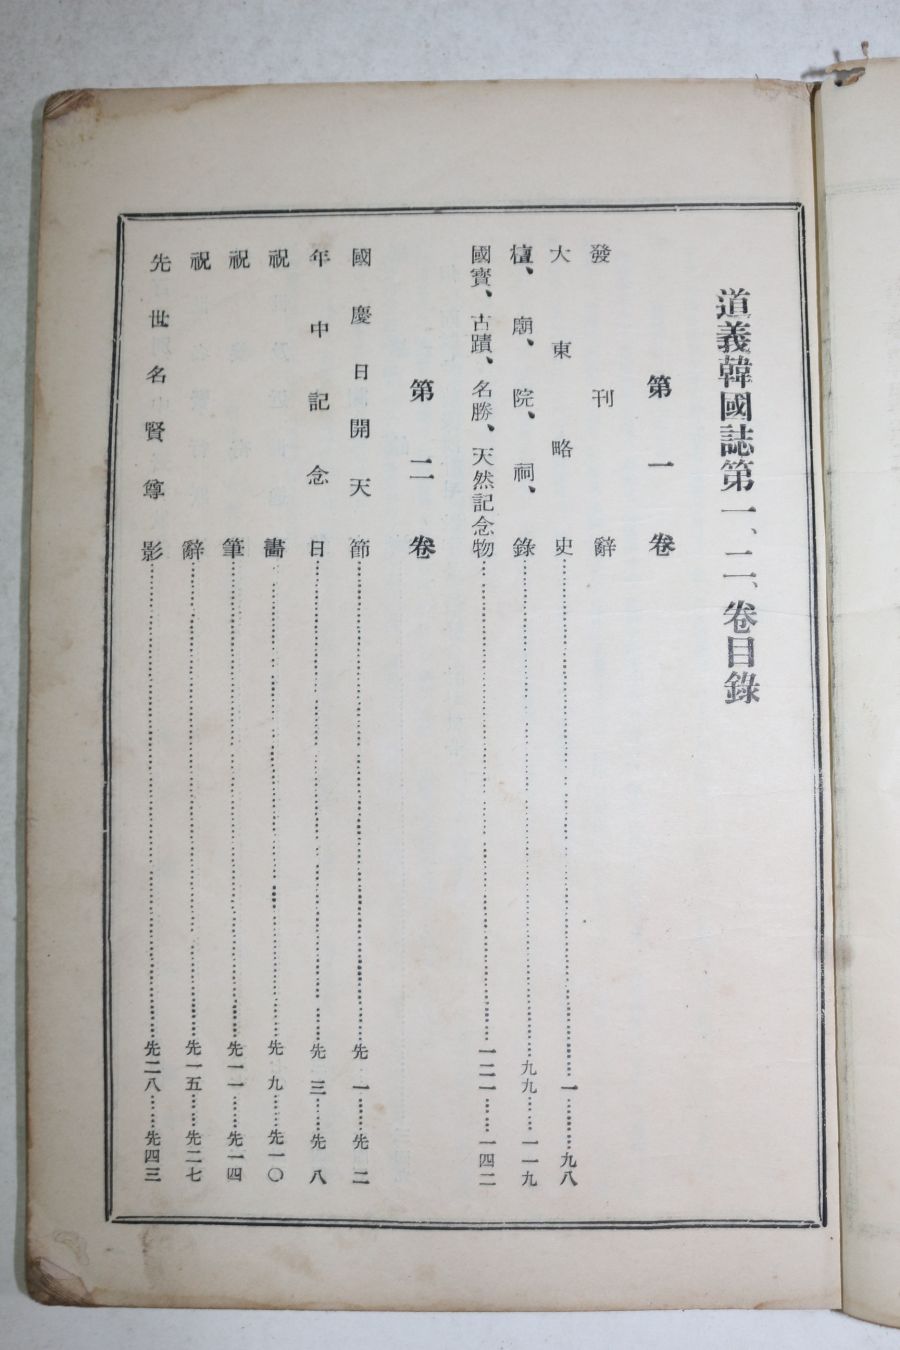 道義韓國誌第一、二、卷目錄
第一卷
發刊辭
大東略史……一……九八
檀、廟、院、祠、錄……九九……一一九
國寶、古蹟、名勝、天然記念物……一二一……一四二
第二卷
國慶日開天節……先一……先二
年中記念日……先三……先八
祝畵……先九……先一〇
祝筆……先一一……先一四
祝辭……先一五……先二七
先世名賢尊影……先二八……先四三